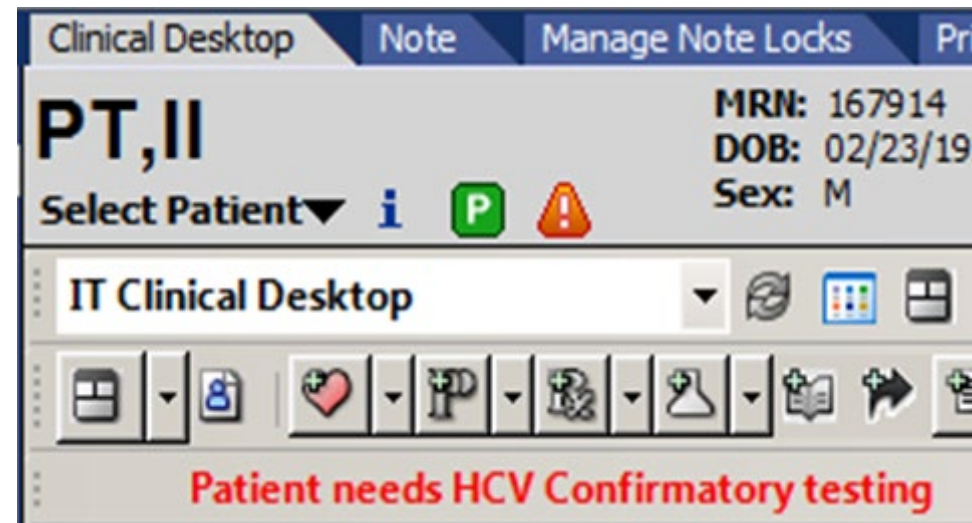 Clinical Desktop Note Manage Note Locks Pri
PT,II
MRN: 167914
DOB: 02/23/19
Select Patient i P
Sex: M
IT Clinical Desktop
Patient needs HCV Confirmatory testing